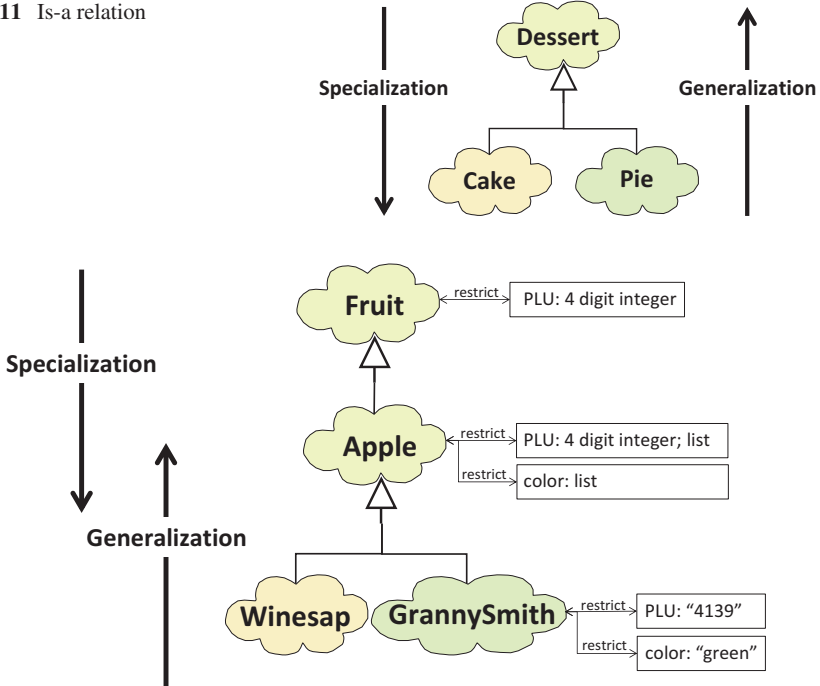 11 Is-a relation
Dessert
Specialization
Generalization
Cake
Pie
Fruit
restrict
PLU: 4 digit integer
Specialization
Apple
restrict
PLU: 4 digit integer; list
restrict
color: list
Generalization
Winesap
GrannySmith
restrict
PLU: “4139”
restrict
color: “green”